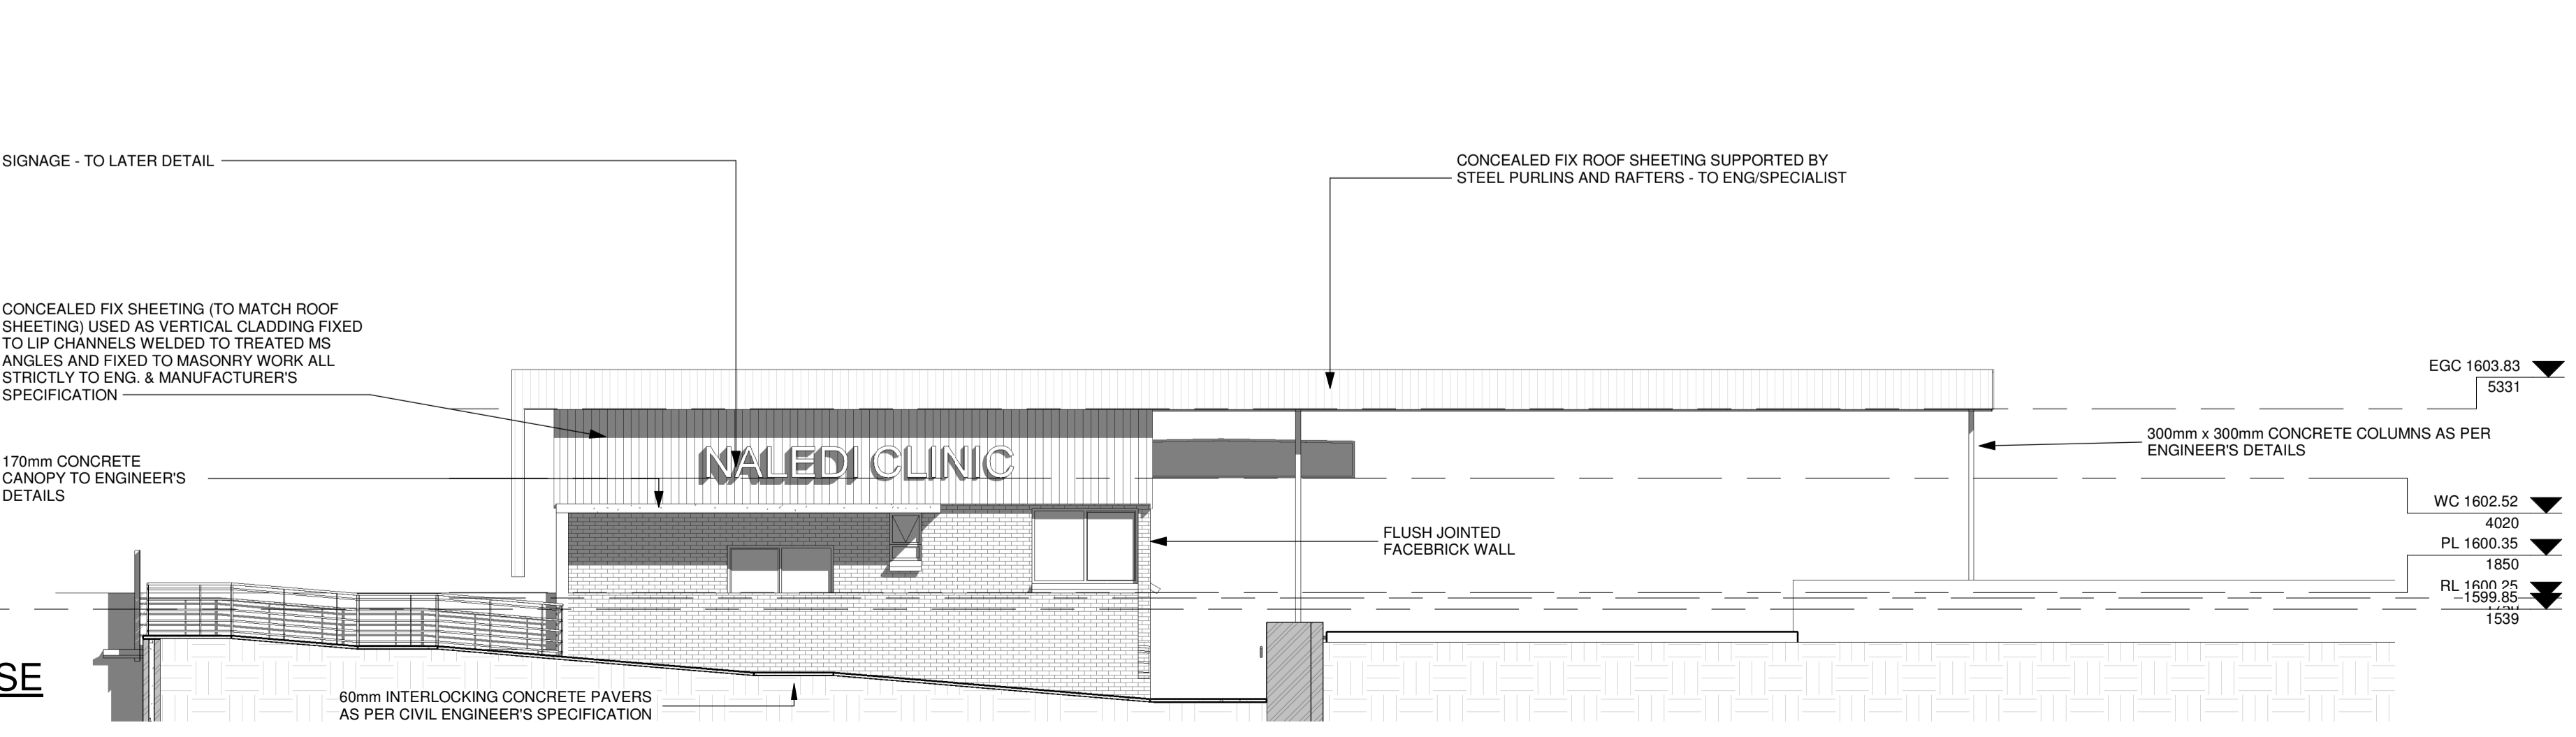 SIGNAGE - TO LATER DETAIL
CONCEALED FIX ROOF SHEETING SUPPORTED BY
STEEL PURLINS AND RAFTERS - TO ENG/SPECIALIST
CONCEALED FIX SHEETING (TO MATCH ROOF
SHEETING) USED AS VERTICAL CLADDING FIXED
TO LIP CHANNELS WELDED TO TREATED MS
ANGLES AND FIXED TO MASONRY WORK ALL
STRICTLY TO ENG. & MANUFACTURER'S
SPECIFICATION
170mm CONCRETE
CANOPY TO ENGINEER'S
DETAILS
NALEDI CLINIC
FLUSH JOINTED
FACEBRICK WALL
300mm x 300mm CONCRETE COLUMNS AS PER
ENGINEER'S DETAILS
EGC 1603.83
5331
WC 1602.52
4020
PL 1600.35
1850
RL 1600.25
1599.85
1539
SE
60mm INTERLOCKING CONCRETE PAVERS
AS PER CIVIL ENGINEER'S SPECIFICATION